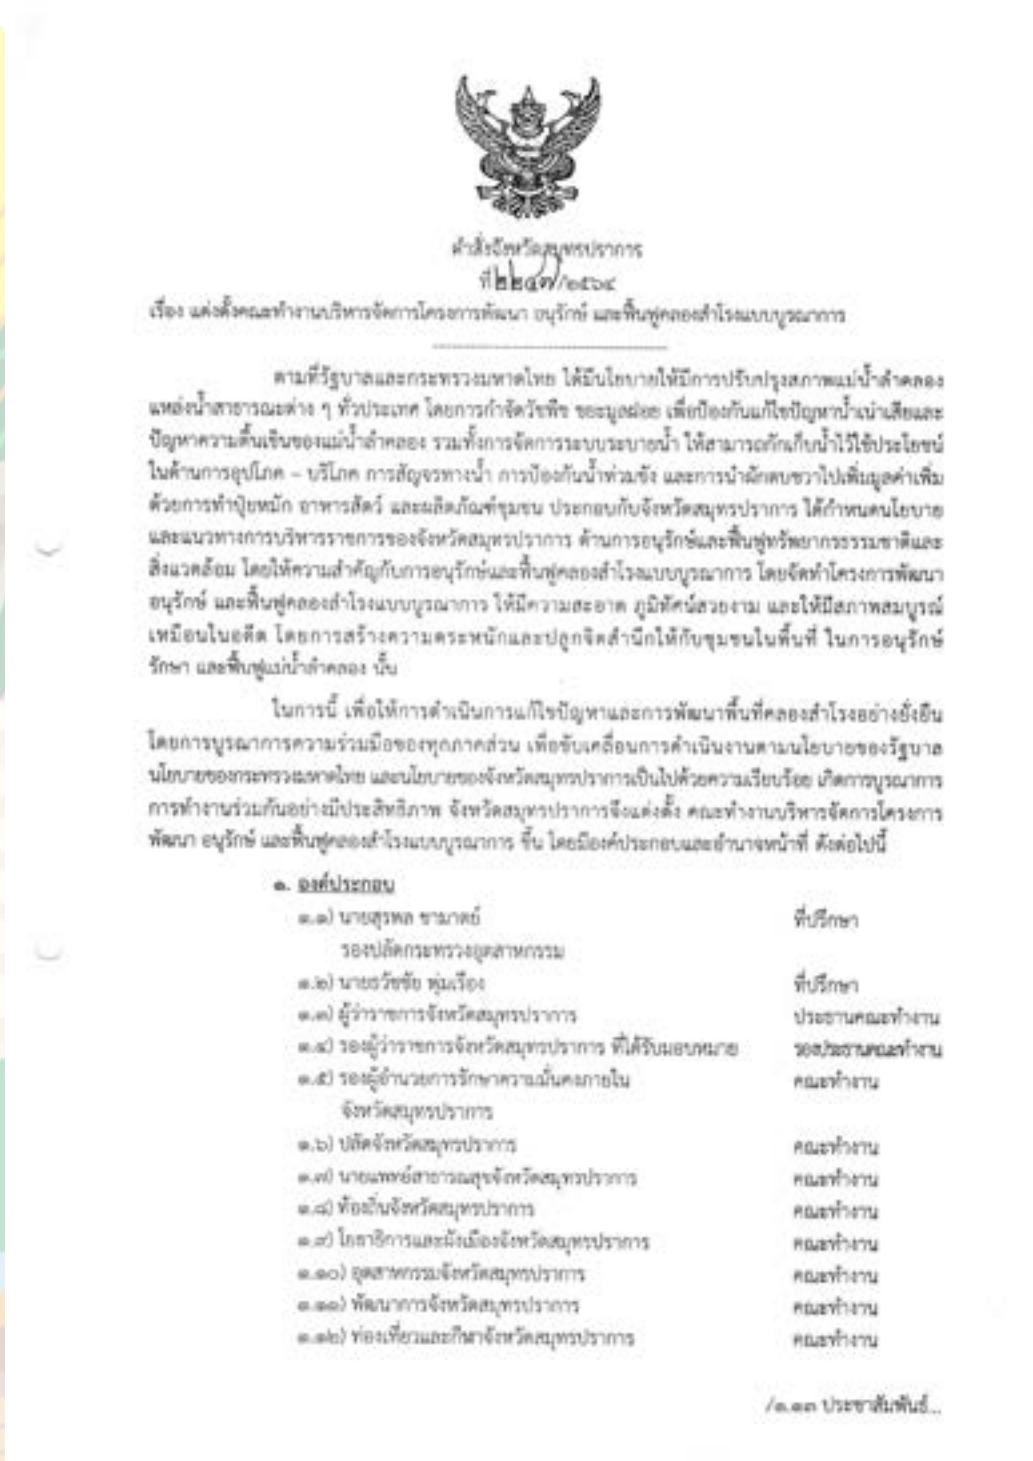 คำสั่งจังหวัดสมุทรปราการ
ที่ ๒๒๔๗/๒๕๖๔
เรื่อง แต่งตั้งคณะทำงานบริหารจัดการโครงการพัฒนา อนุรักษ์ และฟื้นฟูคลองสำโรงแบบบูรณาการ
ตามที่รัฐบาลและกระทรวงมหาดไทย ได้มีนโยบายให้มีการปรับปรุงสภาพแม่น้ำลำคลอง
แหล่งน้ำสาธารณะต่าง ๆ ทั่วประเทศ โดยการกำจัดวัชพืช ขยะมูลฝอย เพื่อป้องกันแก้ไขปัญหาน้ำเน่าเสียและ
ปัญหาความตื้นเขินของแม่น้ำลำคลอง รวมทั้งการจัดการระบบระบายน้ำ ให้สามารถกักเก็บน้ำไว้ใช้ประโยชน์
ในด้านการอุปโภค – บริโภค การสัญจรทางน้ำ การป้องกันน้ำท่วมขัง และการนำผักตบชวาไปเพิ่มมูลค่าเพิ่ม
ด้วยการทำปุ๋ยหมัก อาหารสัตว์ และผลิตภัณฑ์ชุมชน ประกอบกับจังหวัดสมุทรปราการ ได้กำหนดนโยบาย
และแนวทางการบริหารราชการของจังหวัดสมุทรปราการ ด้านการอนุรักษ์และฟื้นฟูทรัพยากรธรรมชาติและ
สิ่งแวดล้อม โดยให้ความสำคัญกับการอนุรักษ์และฟื้นฟูคลองสำโรงแบบบูรณาการ โดยจัดทำโครงการพัฒนา
อนุรักษ์ และฟื้นฟูคลองสำโรงแบบบูรณาการ ให้มีความสะอาด ภูมิทัศน์สวยงาม และให้มีสภาพสมบูรณ์
เหมือนในอดีต โดยการสร้างความตระหนักและปลูกจิตสำนึกให้กับชุมชนในพื้นที่ ในการอนุรักษ์
รักษา และฟื้นฟูแม่น้ำลำคลอง นั้น
ในการนี้ เพื่อให้การดำเนินการแก้ไขปัญหาและการพัฒนาพื้นที่คลองสำโรงอย่างยั่งยืน
โดยการบูรณาการความร่วมมือของทุกภาคส่วน เพื่อขับเคลื่อนการดำเนินงานตามนโยบายของรัฐบาล
นโยบายของกระทรวงมหาดไทย และนโยบายของจังหวัดสมุทรปราการเป็นไปด้วยความเรียบร้อย เกิดการบูรณาการ
การทำงานร่วมกันอย่างมีประสิทธิภาพ จังหวัดสมุทรปราการจึงแต่งตั้ง คณะทำงานบริหารจัดการโครงการ
พัฒนา อนุรักษ์ และฟื้นฟูคลองสำโรงแบบบูรณาการ ขึ้น โดยมีองค์ประกอบและอำนาจหน้าที่ ดังต่อไปนี้
๑. องค์ประกอบ
๑.๑) นายสุรพล ชามาตย์ ที่ปรึกษา
รองปลัดกระทรวงอุตสาหกรรม
๑.๒) นายธวัชชัย พุ่มเรือง ที่ปรึกษา
๑.๓) ผู้ว่าราชการจังหวัดสมุทรปราการ ประธานคณะทำงาน
๑.๔) รองผู้ว่าราชการจังหวัดสมุทรปราการ ที่ได้รับมอบหมาย รองประธานคณะทำงาน
๑.๕) รองผู้อำนวยการรักษาความมั่นคงภายใน คณะทำงาน
จังหวัดสมุทรปราการ
๑.๖) ปลัดจังหวัดสมุทรปราการ คณะทำงาน
๑.๗) นายแพทย์สาธารณสุขจังหวัดสมุทรปราการ คณะทำงาน
๑.๘) ท้องถิ่นจังหวัดสมุทรปราการ คณะทำงาน
๑.๙) โยธาธิการและผังเมืองจังหวัดสมุทรปราการ คณะทำงาน
๑.๑๐) อุตสาหกรรมจังหวัดสมุทรปราการ คณะทำงาน
๑.๑๑) พัฒนาการจังหวัดสมุทรปราการ คณะทำงาน
๑.๑๒) ท่องเที่ยวและกีฬาจังหวัดสมุทรปราการ คณะทำงาน
/๑.๑๓ ประชาสัมพันธ์...